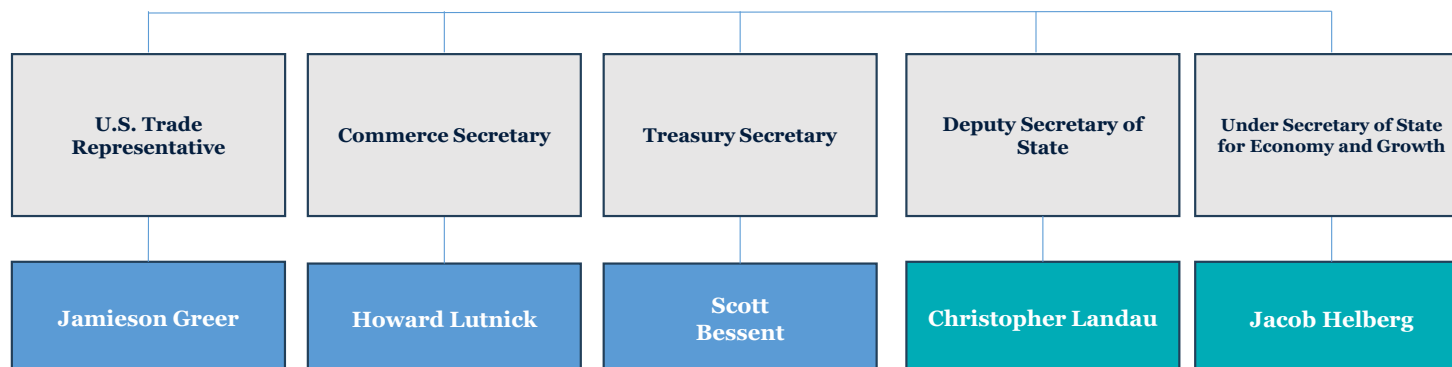 U.S. Trade
Representative
Commerce Secretary
Treasury Secretary
Deputy Secretary of
State
Under Secretary of State
for Economy and Growth
Jamieson Greer
Howard Lutnick
Scott
Bessent
Christopher Landau
Jacob Helberg